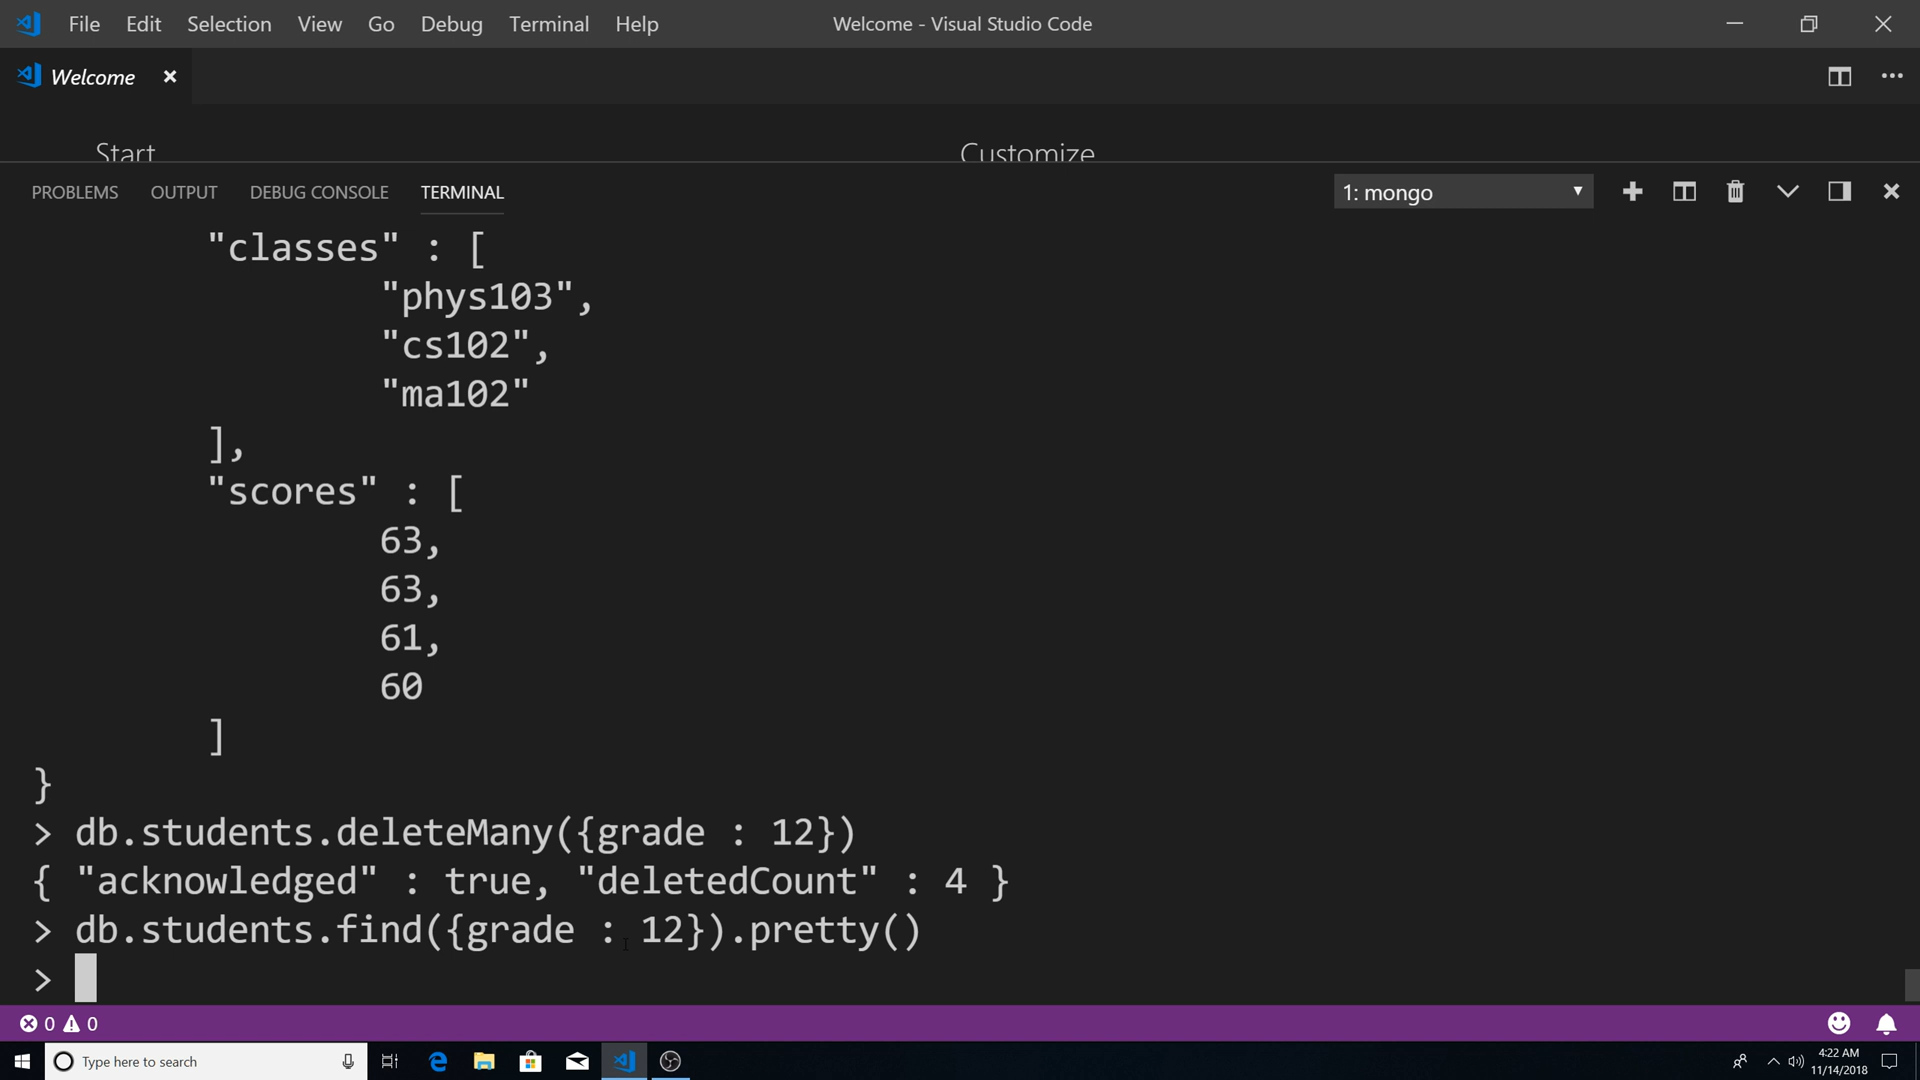 File Edit Selection View Go Debug Terminal Help Welcome - Visual Studio Code
Welcome
Start Customize
PROBLEMS OUTPUT DEBUG CONSOLE TERMINAL 1: mongo
"classes" : [
"phys103",
"cs102",
"ma102"
],
"scores" : [
63,
63,
61,
60
]
}
> db.students.deleteMany({grade : 12})
{ "acknowledged" : true, "deletedCount" : 4 }
> db.students.find({grade : 12}).pretty()
>
0 0
Type here to search
4:22 AM
11/14/2018